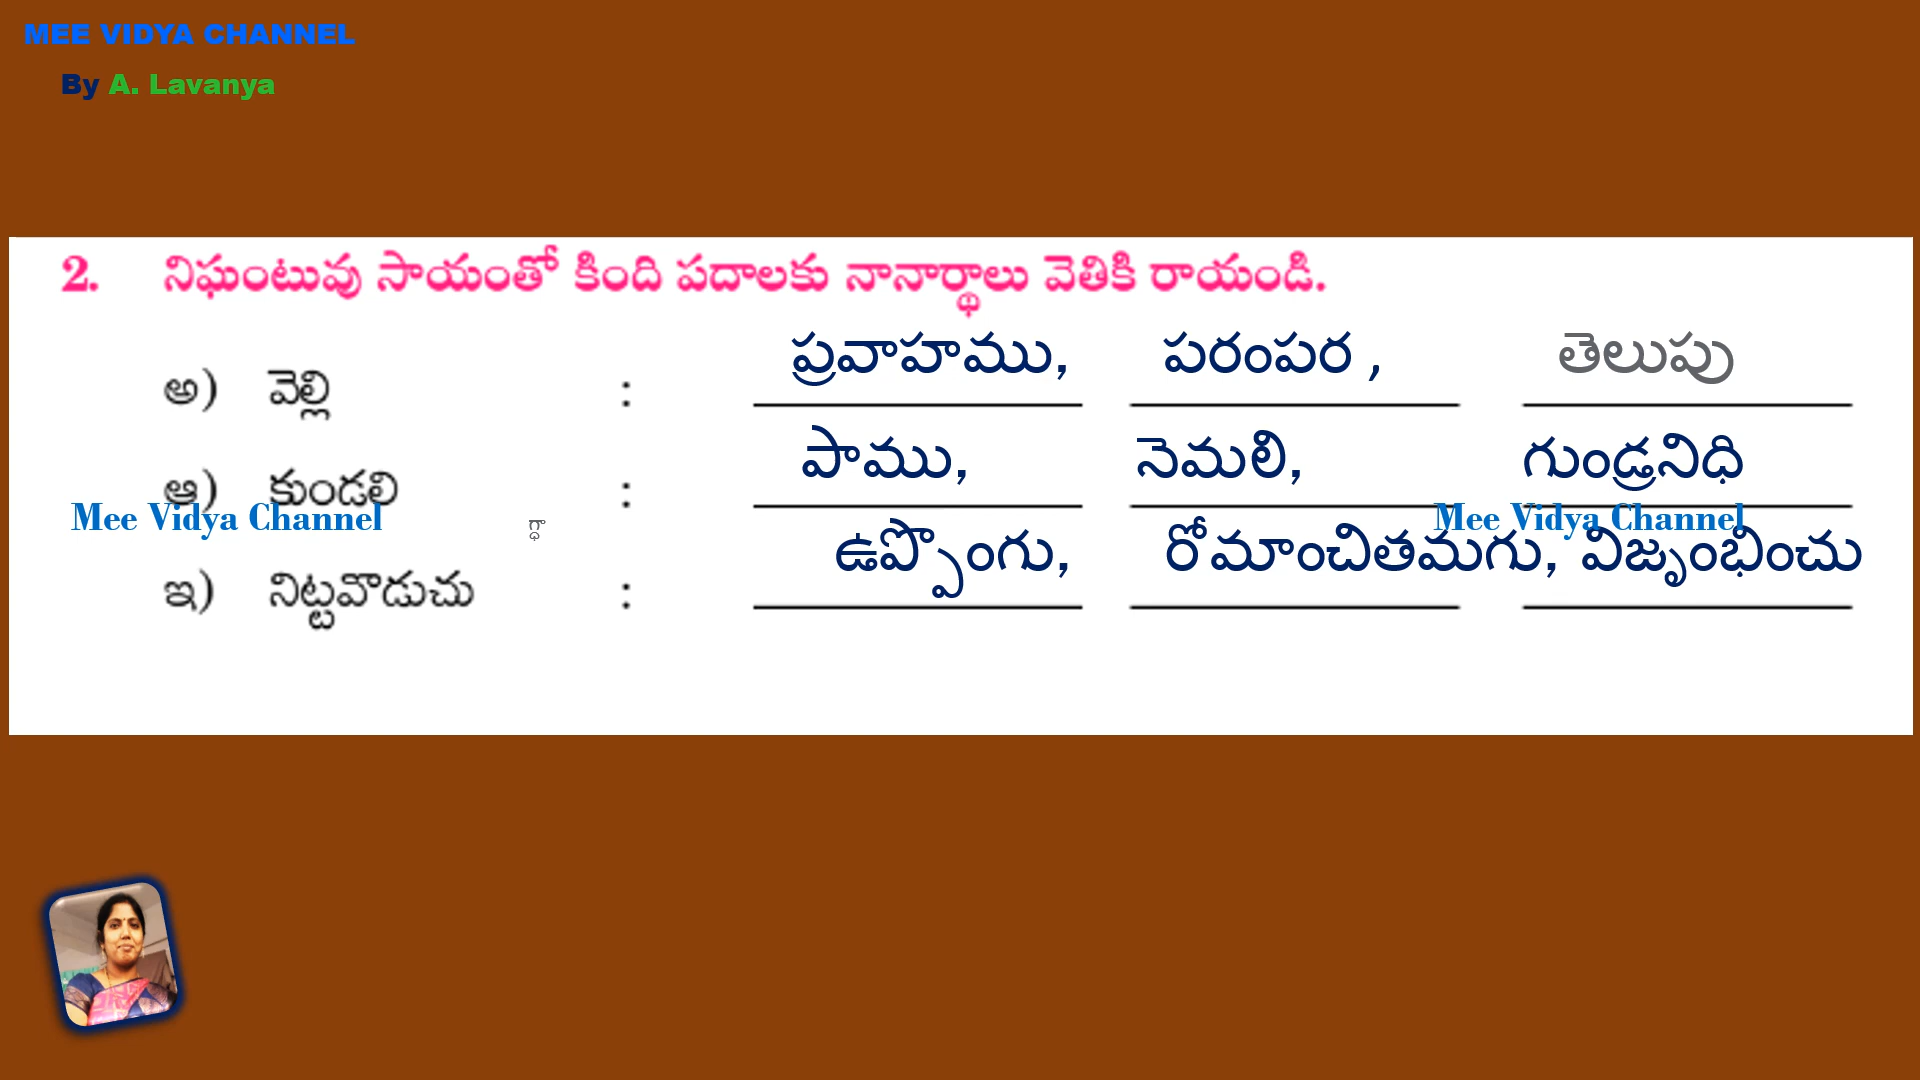 MEE VIDYA CHANNEL
By A. Lavanya
2. నిఘంటువు సాయంతో కింది పదాలకు నానార్థాలు వెతికి రాయండి.
అ) వెల్లి : ప్రవాహము, పరంపర , తెలుపు
ఆ) కుండలి : పాము, నెమలి, గుండ్రనిధి
Mee Vidya Channel Mee Vidya Channel
ఇ) నిట్టవొడుచు : ఉప్పొంగు, రోమాంచితమగు, విజృంభించు